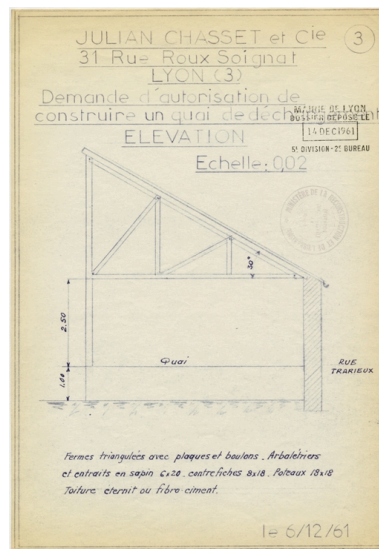 JULIAN CHASSET et Cie
3
31 Rue Roux Soignat
LYON (3)
Demande d'autorisation de
construire un quai de déchargement
MAIRIE DE LYON
DOSSIER DÉPOSÉ LE
14 DEC 1961
5e DIVISION - 2e BUREAU
ELEVATION
Echelle: 0,02
30°
2.50
Quai
1.00
RUE
TRARIEUX
Fermes triangulées avec plaques et boulons. Arbalétriers
et entraits en sapin 6x20. contrefiches 8x18. Poteaux 18x18
Toiture eternit ou fibro-ciment.
le 6/12/61